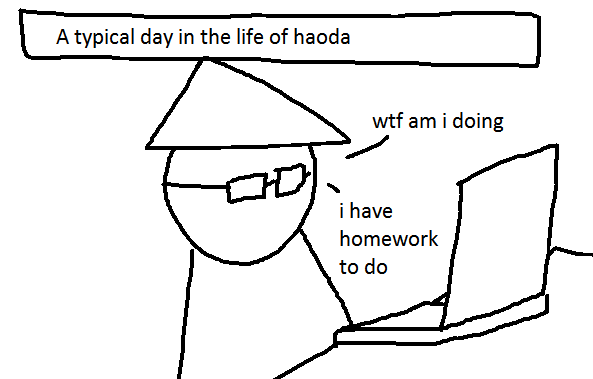 A typical day in the life of haoda
wtf am i doing
i have
homework
to do